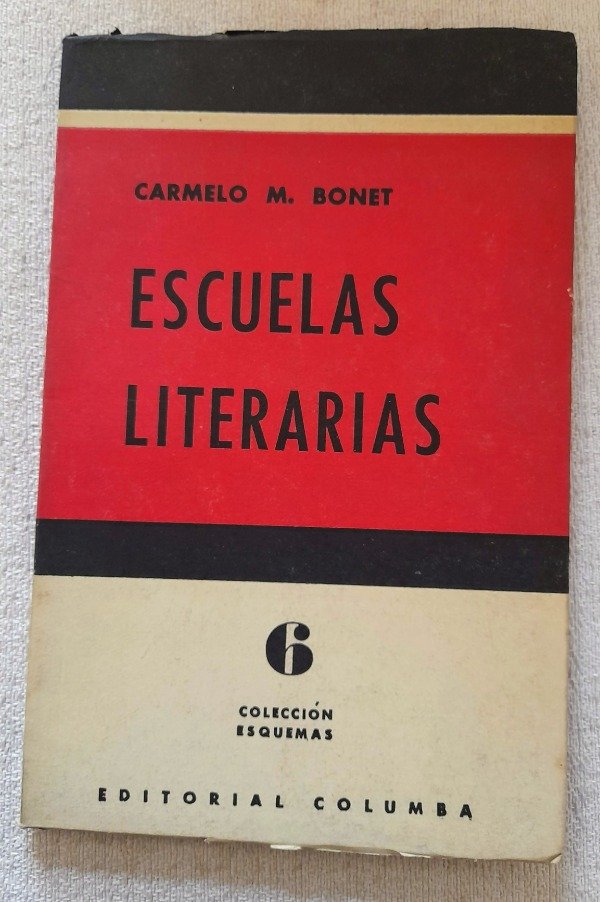 CARMELO M. BONET
ESCUELAS
LITERARIAS
6
COLECCIÓN
ESQUEMAS
EDITORIAL COLUMBA